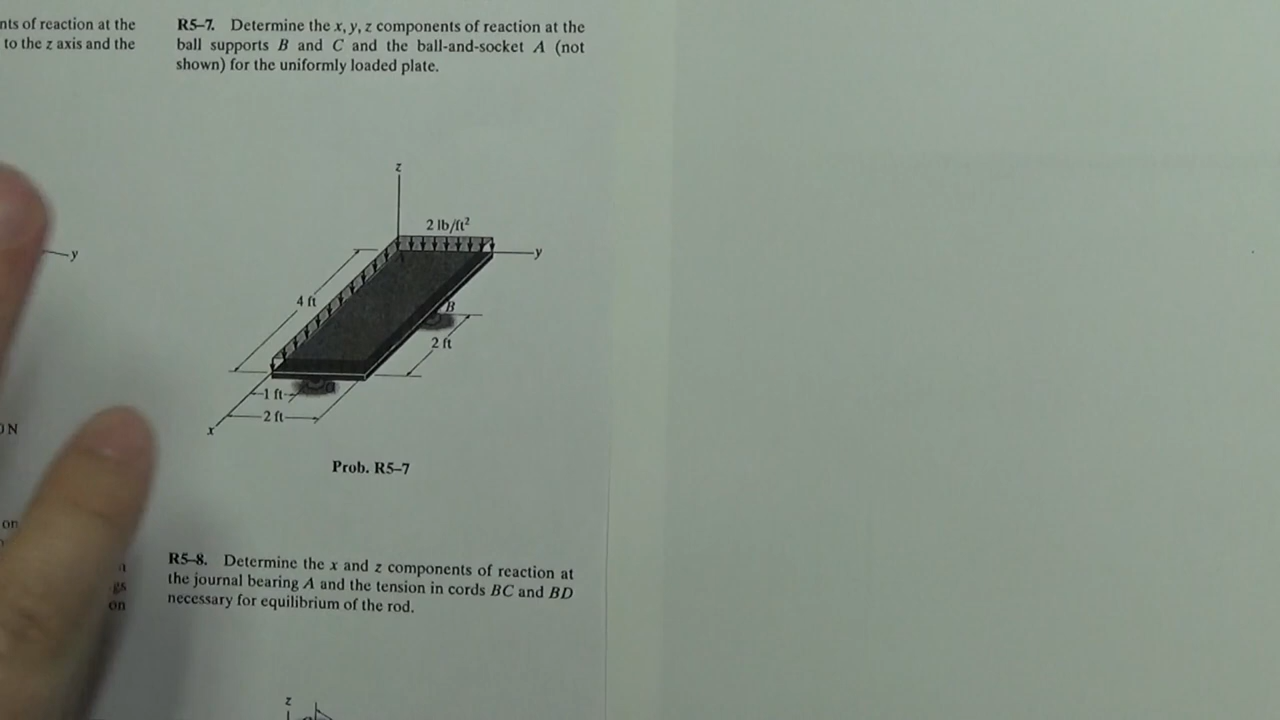 nts of reaction at the
to the z axis and the
y
ON
on
gs
on
R5–7. Determine the x, y, z components of reaction at the
ball supports B and C and the ball-and-socket A (not
shown) for the uniformly loaded plate.
z
2 lb/ft²
y
4 ft
B
2 ft
1 ft
2 ft
x
Prob. R5–7
R5–8. Determine the x and z components of reaction at
the journal bearing A and the tension in cords BC and BD
necessary for equilibrium of the rod.
z